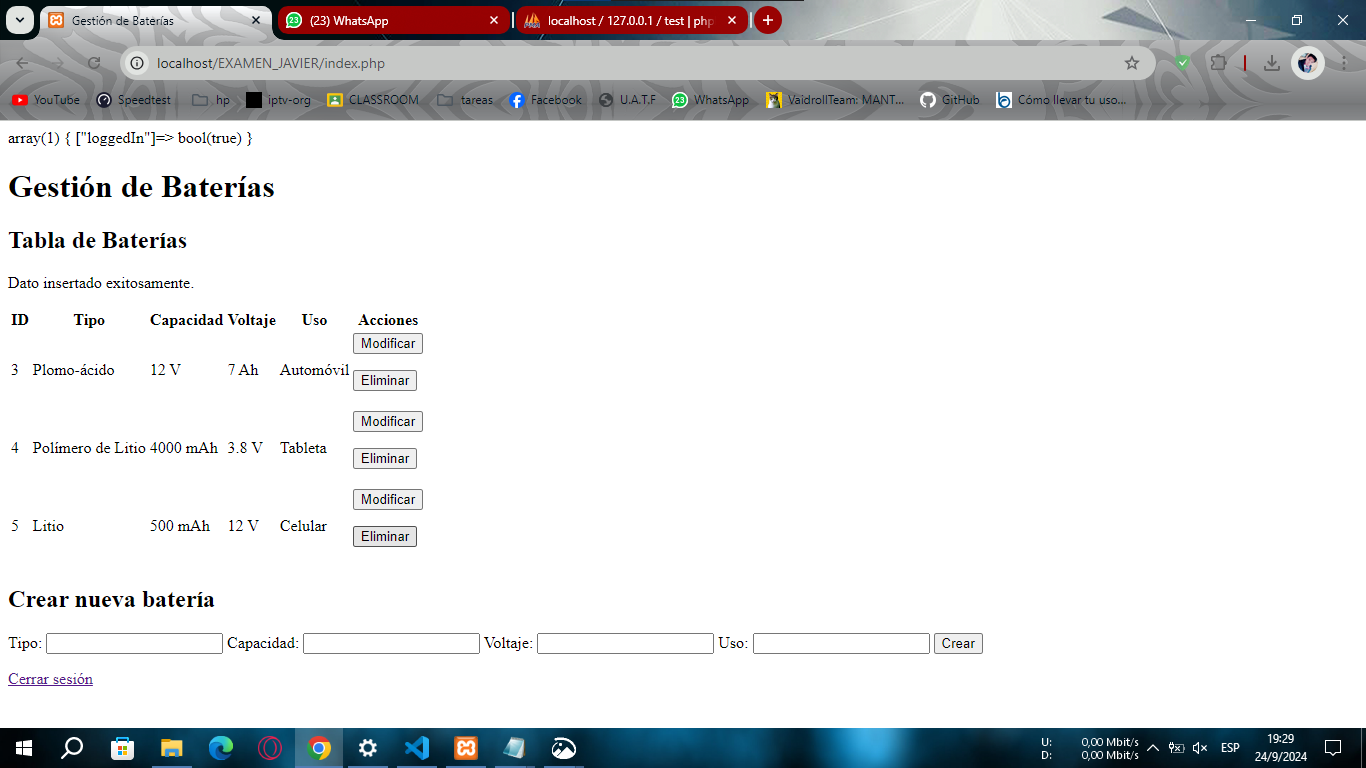 Gestión de Baterías
(23) WhatsApp
localhost / 127.0.0.1 / test | php
localhost/EXAMEN_JAVIER/index.php
YouTube Speedtest hp iptv-org CLASSROOM tareas Facebook U.A.T.F WhatsApp VaidrollTeam: MANT... GitHub Cómo llevar tu uso...
array(1) { ["loggedIn"]=> bool(true) }
Gestión de Baterías
Tabla de Baterías
Dato insertado exitosamente.
ID Tipo Capacidad Voltaje Uso Acciones
Modificar
3 Plomo-ácido 12 V 7 Ah Automóvil
Eliminar
Modificar
4 Polímero de Litio 4000 mAh 3.8 V Tableta
Eliminar
Modificar
5 Litio 500 mAh 12 V Celular
Eliminar
Crear nueva batería
Tipo: Capacidad: Voltaje: Uso: Crear
Cerrar sesión
U: 0,00 Mbit/s
D: 0,00 Mbit/s
ESP
19:29
24/9/2024